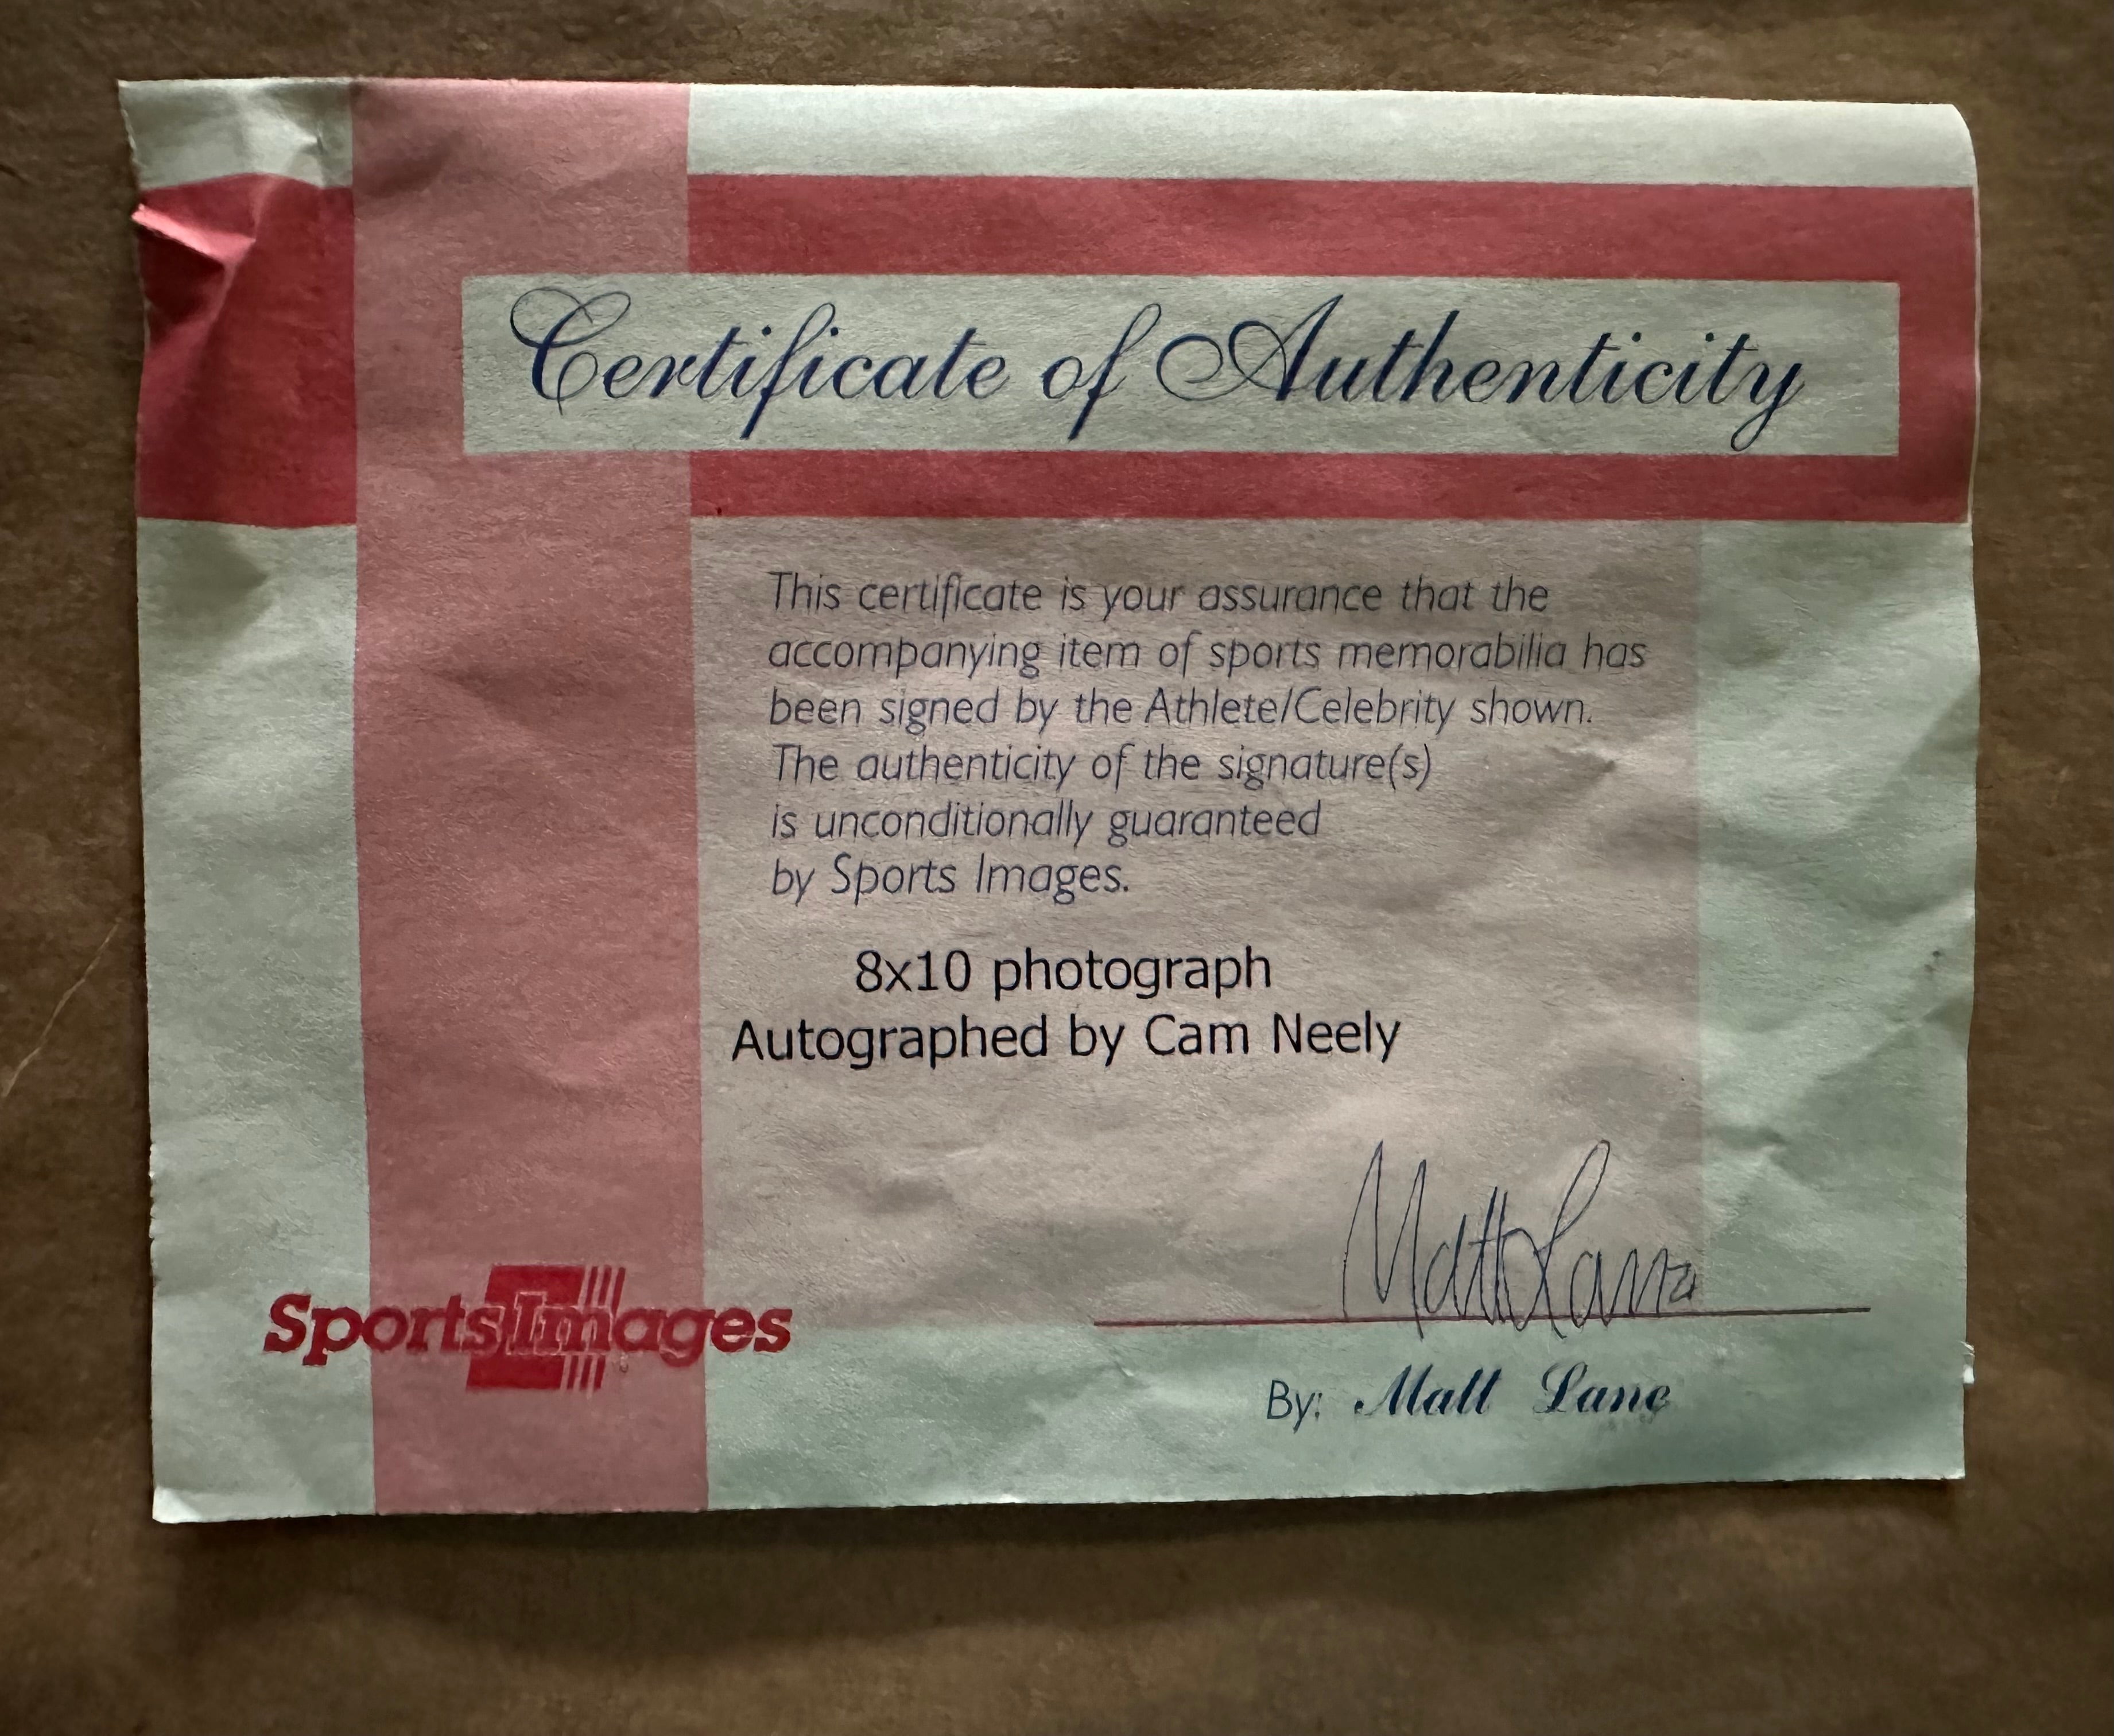 Certificate of Authenticity
This certificate is your assurance that the
accompanying item of sports memorabilia has
been signed by the Athlete/Celebrity shown.
The authenticity of the signature(s)
is unconditionally guaranteed
by Sports Images.
8x10 photograph
Autographed by Cam Neely
Matt Lane
Sports Images
By: Matt Lane